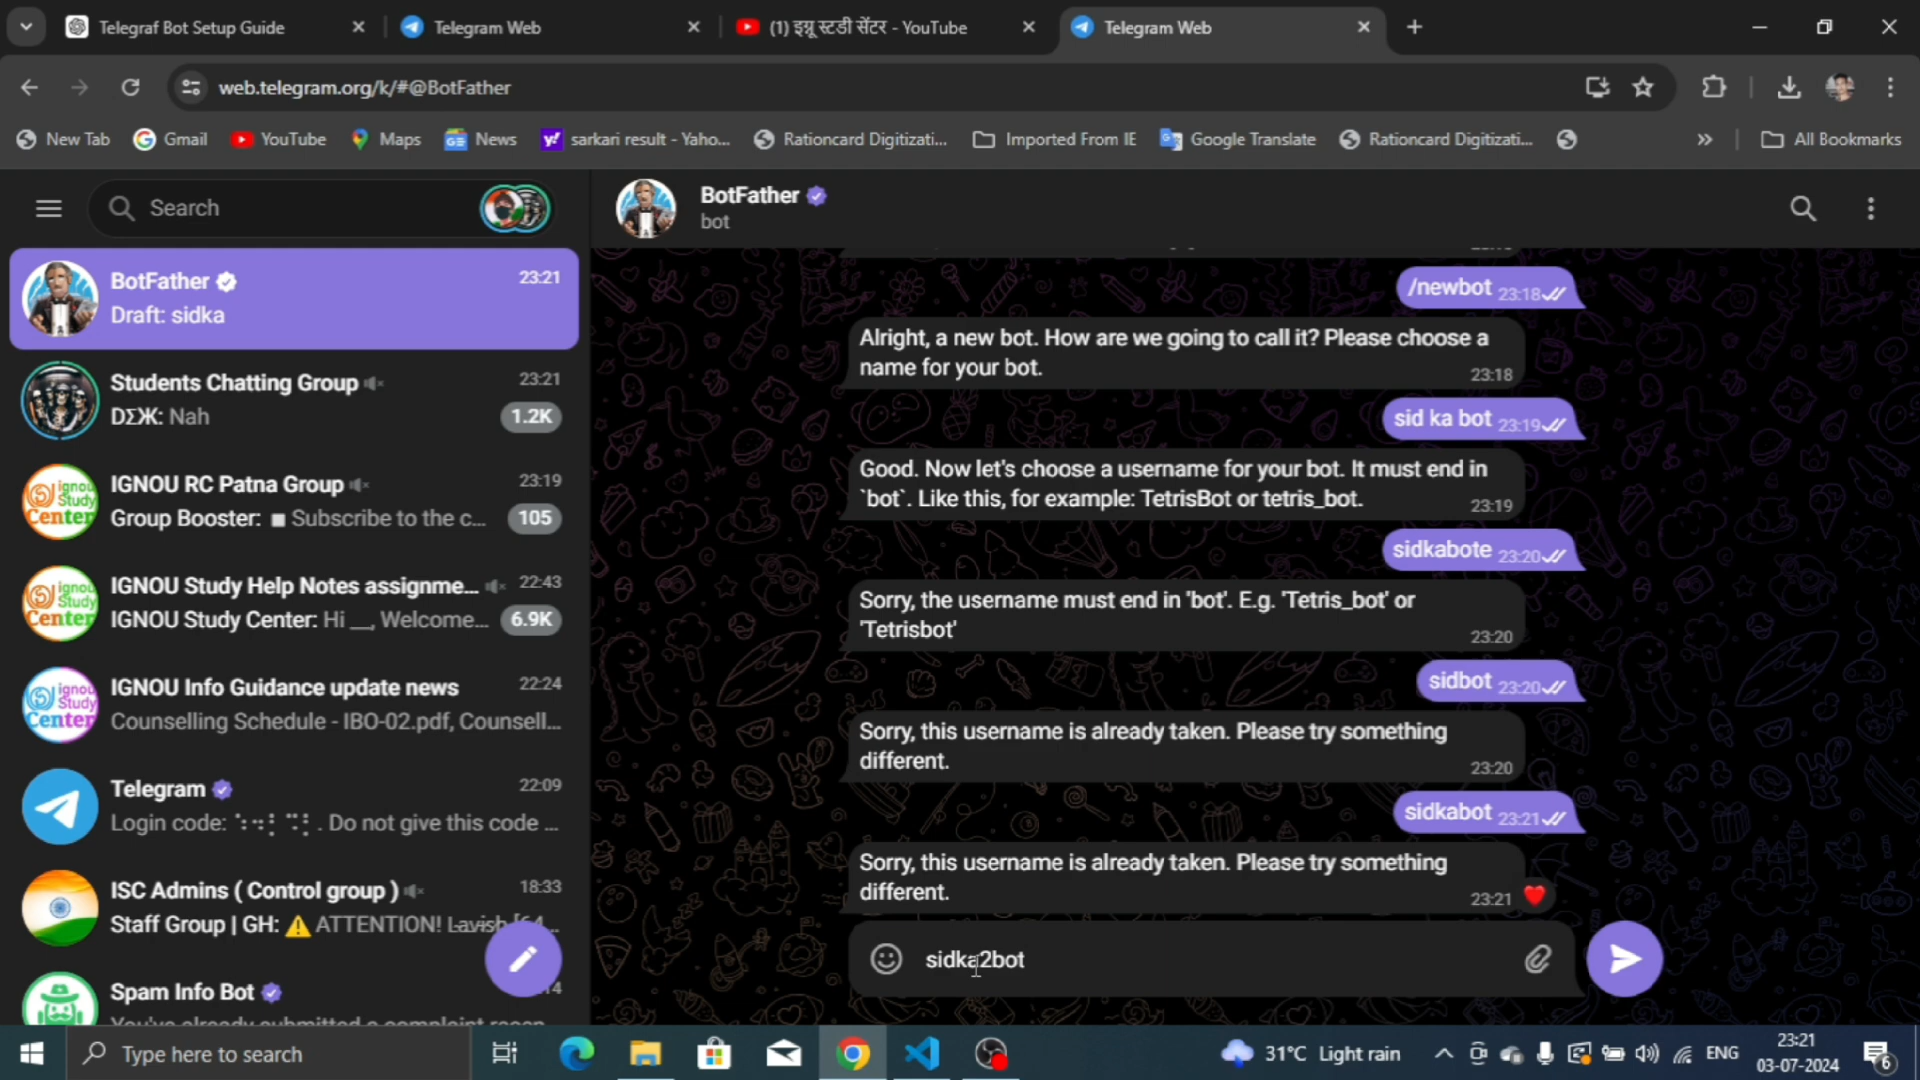 Telegraf Bot Setup Guide
Telegram Web
(1) इग्नू स्टडी सेंटर - YouTube
Telegram Web
web.telegram.org/k/#@BotFather
New Tab
Gmail
YouTube
Maps
News
sarkari result - Yaho...
Rationcard Digitizati...
Imported From IE
Google Translate
Rationcard Digitizati...
All Bookmarks
Search
BotFather
bot
BotFather 23:21
Draft: sidka
Students Chatting Group 23:21
DΣЖ: Nah 1.2K
IGNOU RC Patna Group 23:19
Group Booster: ■ Subscribe to the c... 105
IGNOU Study Help Notes assignme... 22:43
IGNOU Study Center: Hi __, Welcome... 6.9K
IGNOU Info Guidance update news 22:24
Counselling Schedule - IBO-02.pdf, Counsell...
Telegram 22:09
Login code: . Do not give this code ...
ISC Admins ( Control group ) 18:33
Staff Group | GH: ⚠️ ATTENTION! Lavish
Spam Info Bot
/newbot 23:18
Alright, a new bot. How are we going to call it? Please choose a
name for your bot. 23:18
sid ka bot 23:19
Good. Now let's choose a username for your bot. It must end in
`bot`. Like this, for example: TetrisBot or tetris_bot. 23:19
sidkabote 23:20
Sorry, the username must end in 'bot'. E.g. 'Tetris_bot' or
'Tetrisbot' 23:20
sidbot 23:20
Sorry, this username is already taken. Please try something
different. 23:20
sidkabot 23:21
Sorry, this username is already taken. Please try something
different. 23:21 ❤️
sidka2bot
Type here to search
31°C Light rain
ENG
23:21
03-07-2024
6